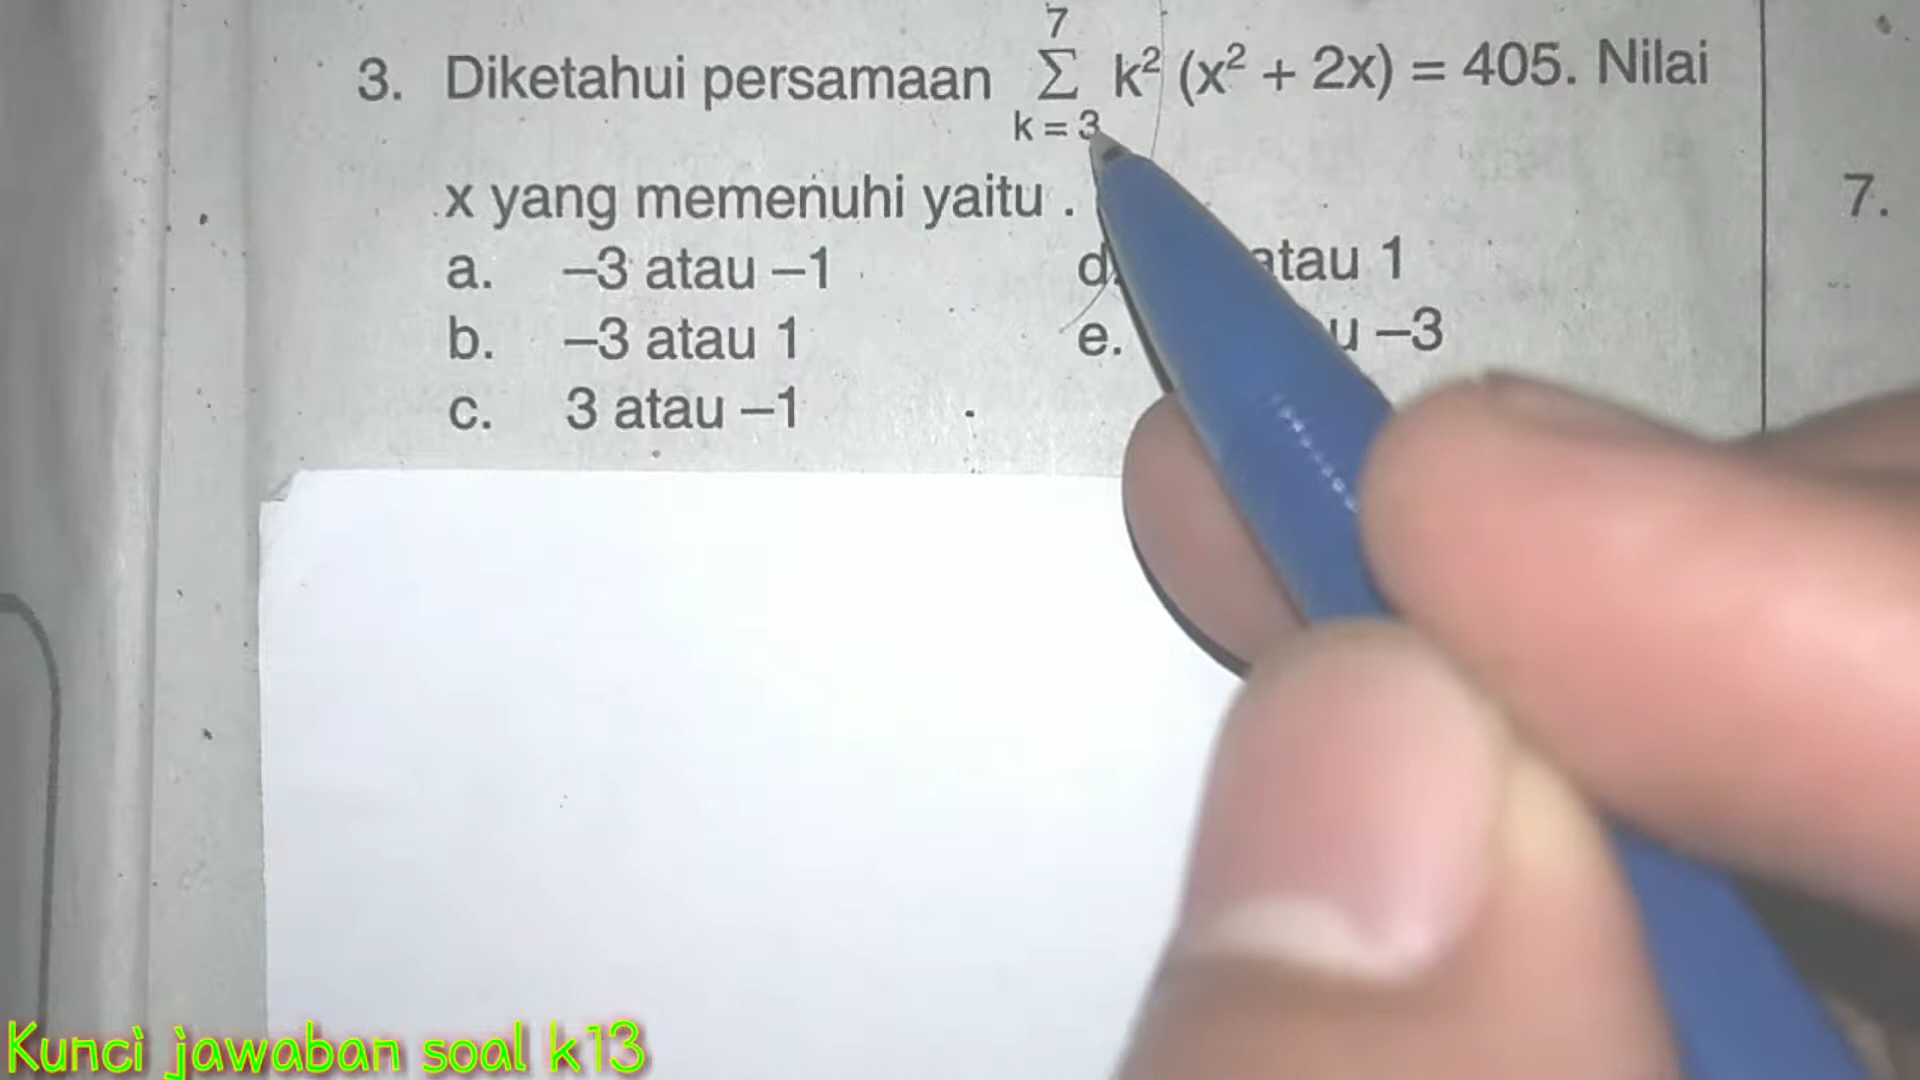 3. Diketahui persamaan \sum_{k = 3}^{7} k² (x² + 2x) = 405. Nilai
x yang memenuhi yaitu .
a. –3 atau –1
b. –3 atau 1
c. 3 atau –1
d. atau 1
e. –3
7.
Kunci jawaban soal k13